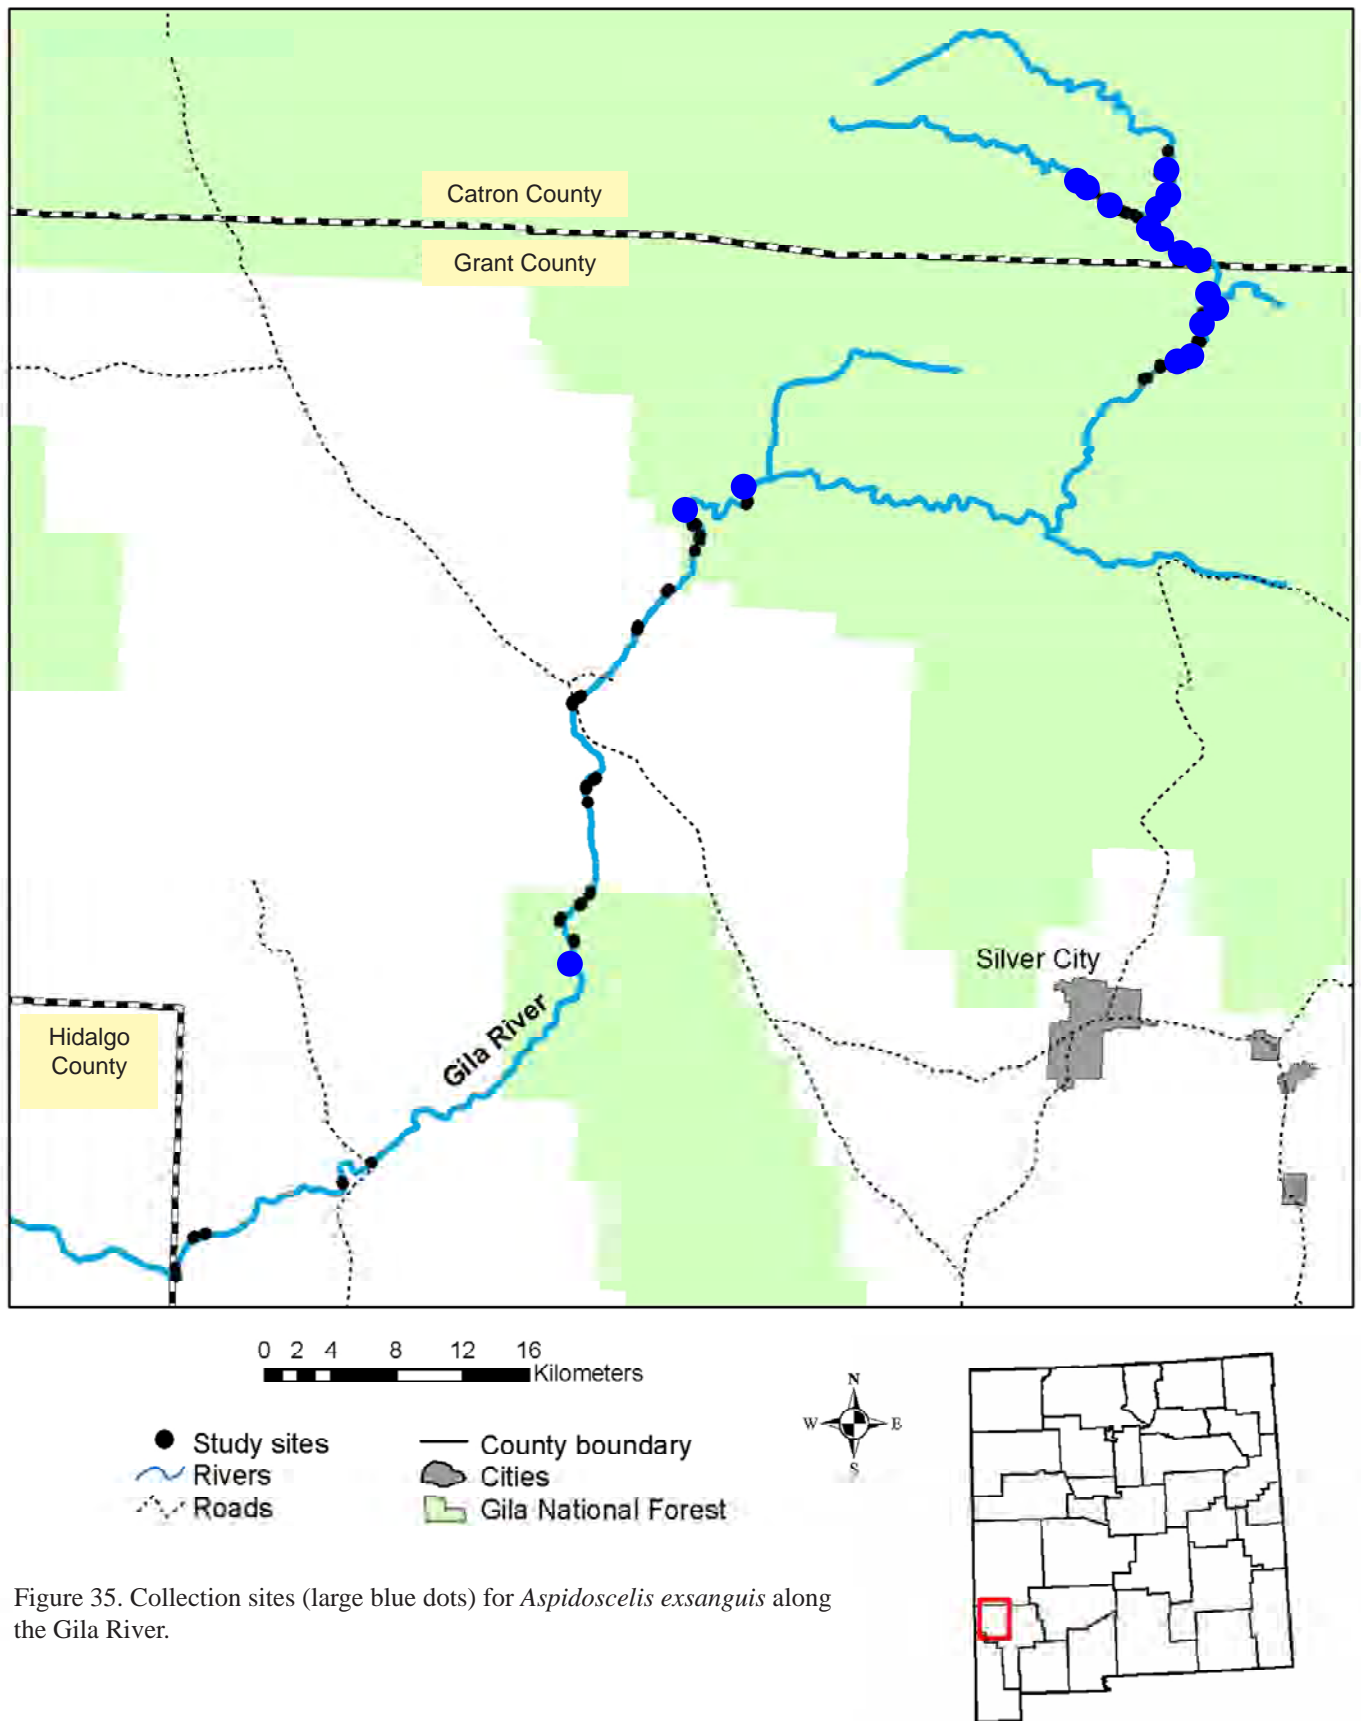 Catron County
Grant County
Silver City
Hidalgo
County
Gila River
0 2 4 8 12 16
Kilometers
N
W E
S
Study sites
Rivers
Roads
County boundary
Cities
Gila National Forest
Figure 35. Collection sites (large blue dots) for Aspidoscelis exsanguis along
the Gila River.